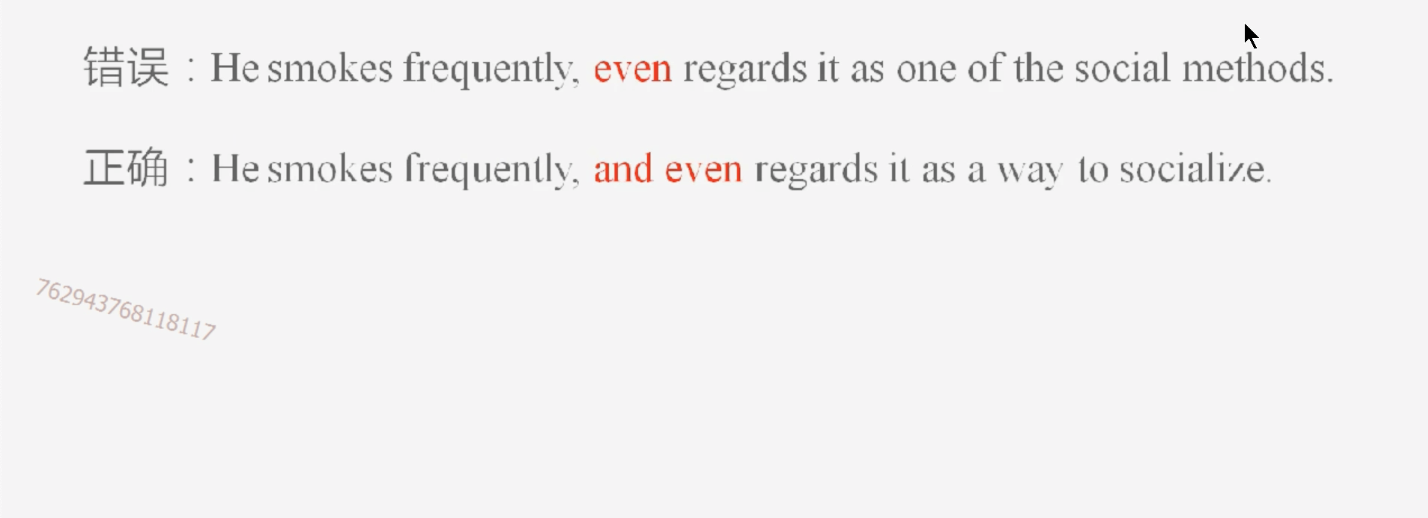 错误：He smokes frequently, even regards it as one of the social methods.
正确：He smokes frequently, and even regards it as a way to socialize.
762943768118117